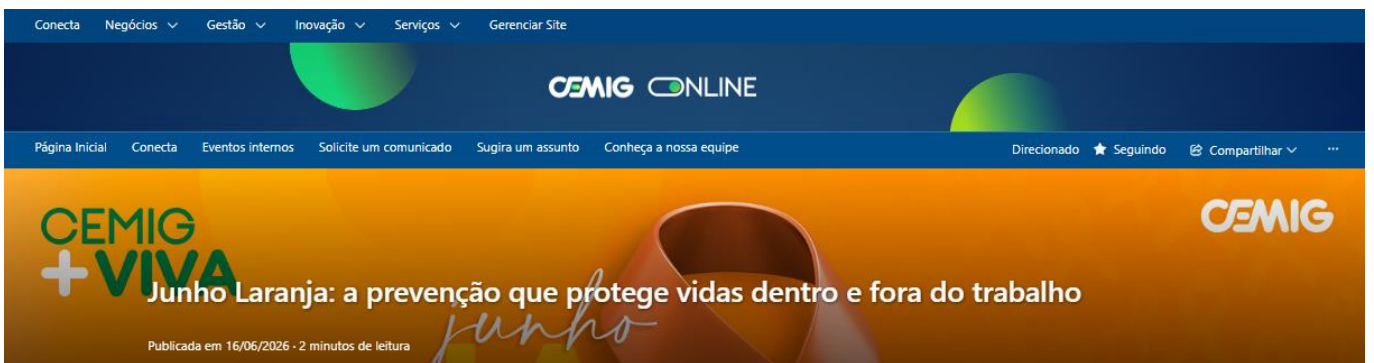 Conecta Negócios Gestão Inovação Serviços Gerenciar Site
CEMIG ONLINE
Página Inicial Conecta Eventos internos Solicite um comunicado Sugira um assunto Conheça a nossa equipe Direcionado Seguindo Compartilhar ...
CEMIG
+VIVA
CEMIG
junho
Junho Laranja: a prevenção que protege vidas dentro e fora do trabalho
Publicada em 16/06/2026 · 2 minutos de leitura